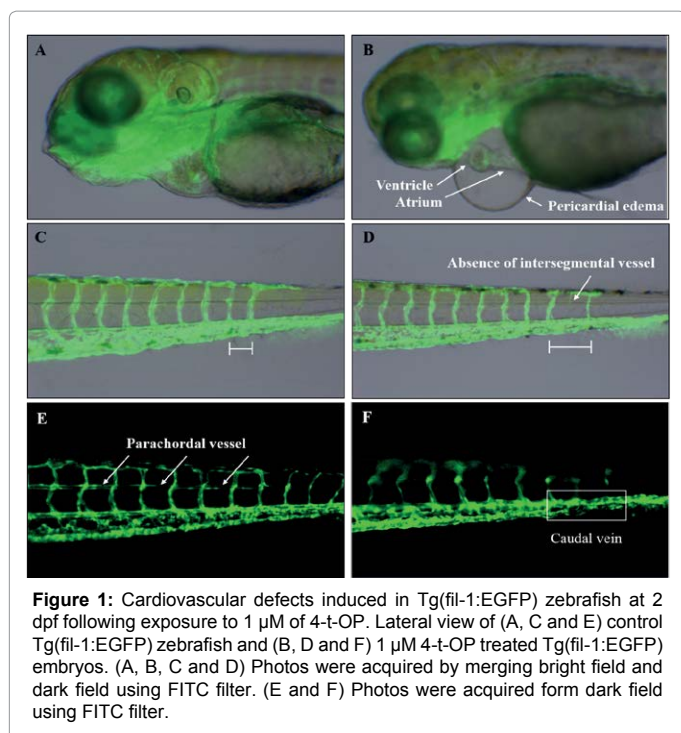 A
B
Ventricle
Atrium
Pericardial edema
C
D
Absence of intersegmental vessel
E
Parachordal vessel
F
Caudal vein
Figure 1: Cardiovascular defects induced in Tg(fil-1:EGFP) zebrafish at 2
dpf following exposure to 1 µM of 4-t-OP. Lateral view of (A, C and E) control
Tg(fil-1:EGFP) zebrafish and (B, D and F) 1 µM 4-t-OP treated Tg(fil-1:EGFP)
embryos. (A, B, C and D) Photos were acquired by merging bright field and
dark field using FITC filter. (E and F) Photos were acquired form dark field
using FITC filter.